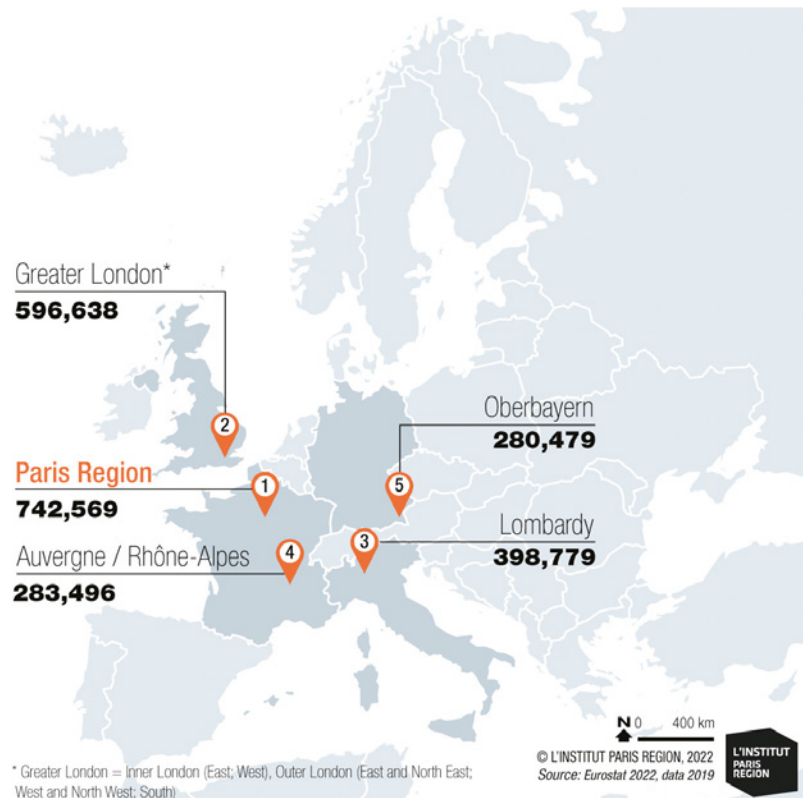 Greater London*
596,638
2
Oberbayern
280,479
Paris Region
742,569
1
5
Lombardy
398,779
3
Auvergne / Rhône-Alpes
283,496
4
N 0 400 km
© L'INSTITUT PARIS REGION, 2022
Source: Eurostat 2022, data 2019
L'INSTITUT
PARIS
REGION
* Greater London = Inner London (East; West), Outer London (East and North East;
West and North West; South)